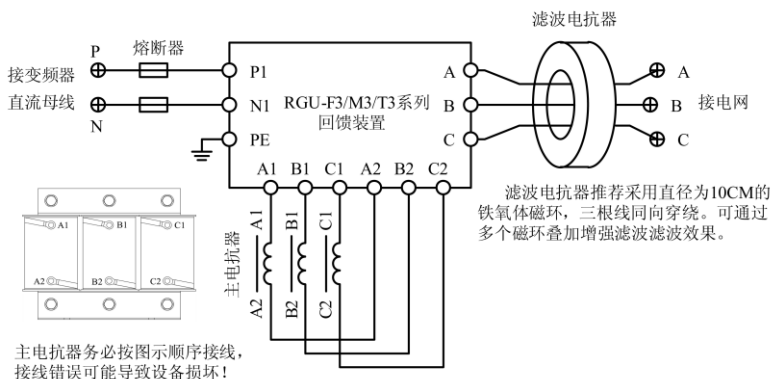 滤波电抗器
P
熔断器
接变频器
P1
A
A
直流母线
N1
RGU-F3/M3/T3系列
回馈装置
B
B
接电网
N
PE
C
C
A1 B1 C1 A2 B2 C2
滤波电抗器推荐采用直径为10CM的
铁氧体磁环，三根线同向穿绕。可通过
多个磁环叠加增强滤波滤波效果。
A1 B1 C1
A2 B2 C2
主电抗器
A1
A2
B1
B2
C1
C2
主电抗器务必按图示顺序接线，
接线错误可能导致设备损坏！